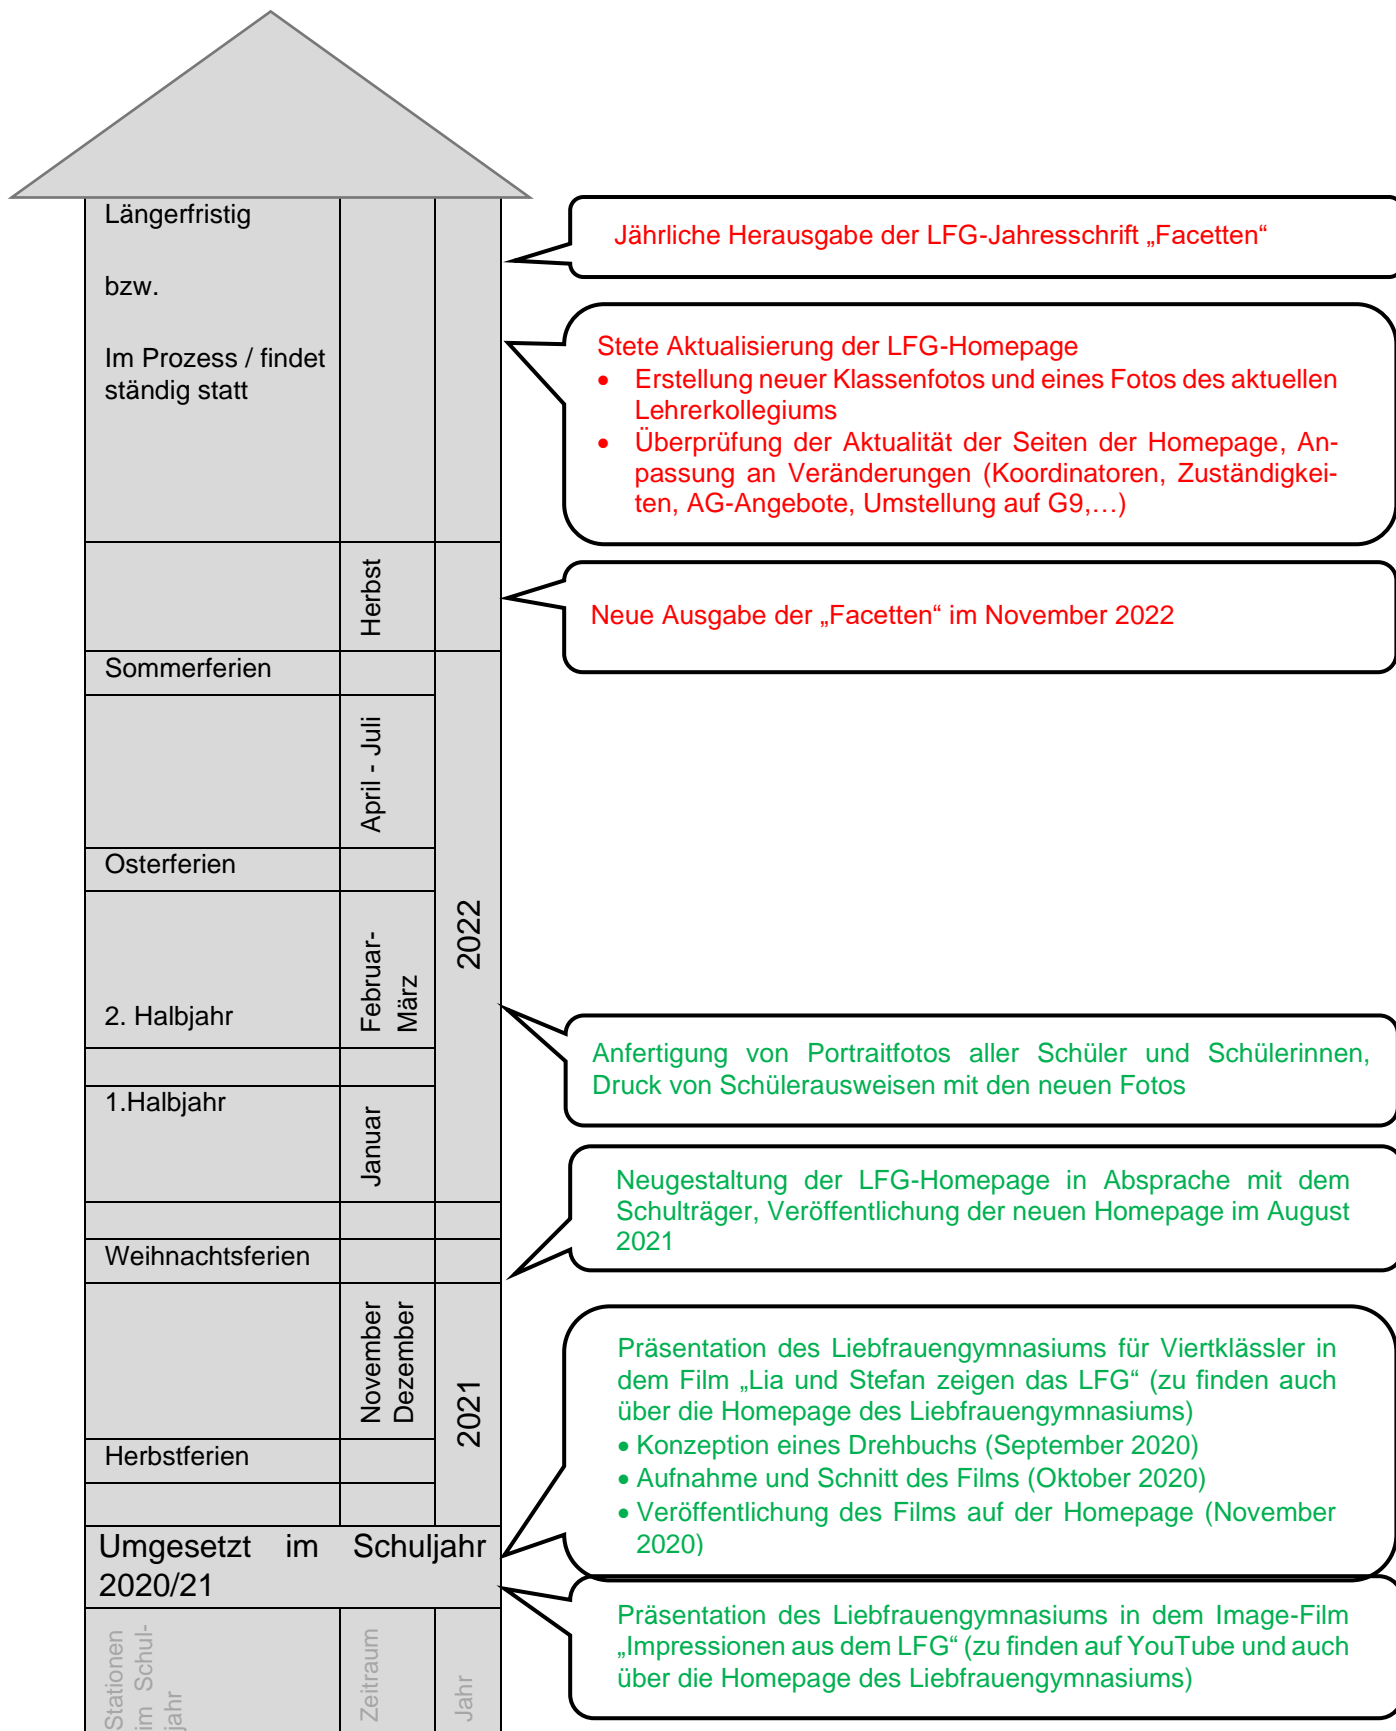 Längerfristig
bzw.
Im Prozess / findet
ständig statt
Jährliche Herausgabe der LFG-Jahresschrift „Facetten“
Stete Aktualisierung der LFG-Homepage
• Erstellung neuer Klassenfotos und eines Fotos des aktuellen
Lehrerkollegiums
• Überprüfung der Aktualität der Seiten der Homepage, An-
passung an Veränderungen (Koordinatoren, Zuständigkei-
ten, AG-Angebote, Umstellung auf G9,…)
Herbst
Neue Ausgabe der „Facetten“ im November 2022
Sommerferien
April - Juli
Osterferien
2022
2. Halbjahr
Februar-
März
Anfertigung von Portraitfotos aller Schüler und Schülerinnen,
Druck von Schülerausweisen mit den neuen Fotos
1.Halbjahr
Januar
Neugestaltung der LFG-Homepage in Absprache mit dem
Schulträger, Veröffentlichung der neuen Homepage im August
2021
Weihnachtsferien
November
Dezember
2021
Präsentation des Liebfrauengymnasiums für Viertklässler in
dem Film „Lia und Stefan zeigen das LFG“ (zu finden auch
über die Homepage des Liebfrauengymnasiums)
• Konzeption eines Drehbuchs (September 2020)
• Aufnahme und Schnitt des Films (Oktober 2020)
• Veröffentlichung des Films auf der Homepage (November
2020)
Herbstferien
Umgesetzt im Schuljahr
2020/21
Präsentation des Liebfrauengymnasiums in dem Image-Film
„Impressionen aus dem LFG“ (zu finden auf YouTube und auch
über die Homepage des Liebfrauengymnasiums)
Stationen
im Schul-
jahr
Zeitraum
Jahr